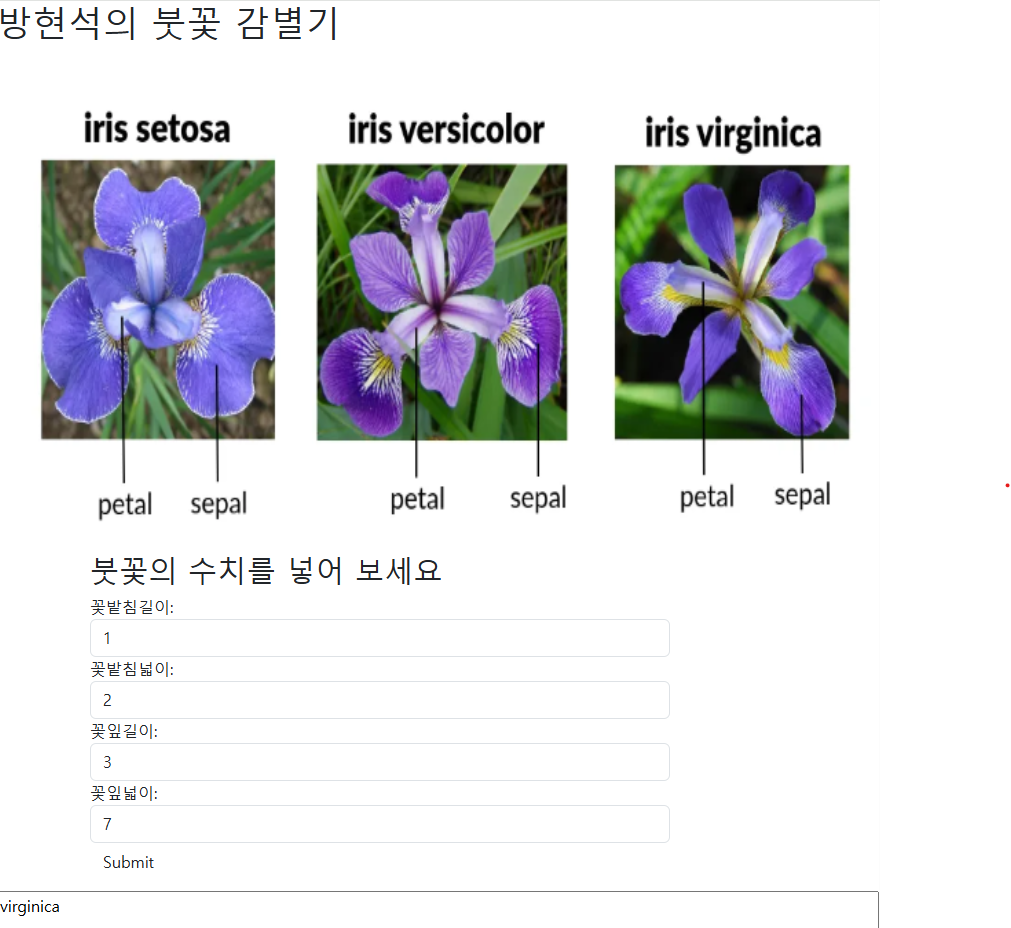 방현석의 붓꽃 감별기
iris setosa
iris versicolor
iris virginica
petal
sepal
petal
sepal
petal
sepal
붓꽃의 수치를 넣어 보세요
꽃밭침길이:
1
꽃밭침넓이:
2
꽃잎길이:
3
꽃잎넓이:
7
Submit
virginica